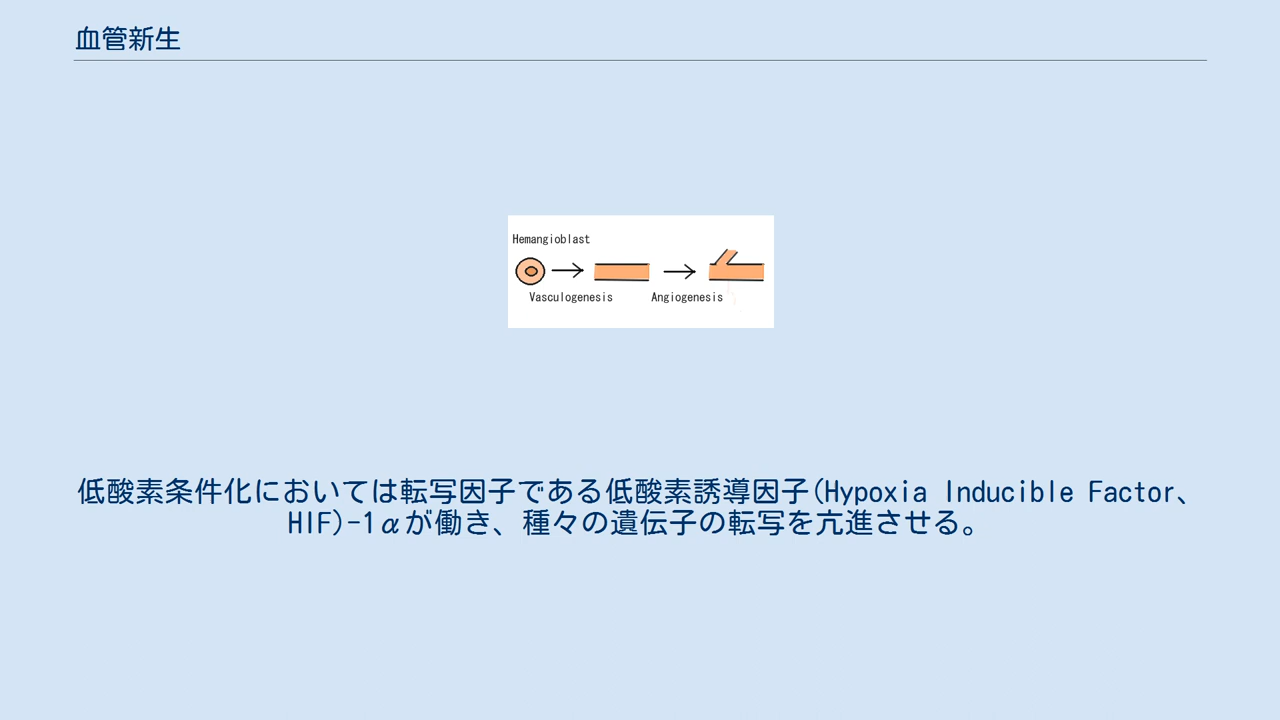 血管新生
Hemangioblast
Vasculogenesis
Angiogenesis
低酸素条件化においては転写因子である低酸素誘導因子(Hypoxia Inducible Factor、
HIF)-1αが働き、種々の遺伝子の転写を亢進させる。